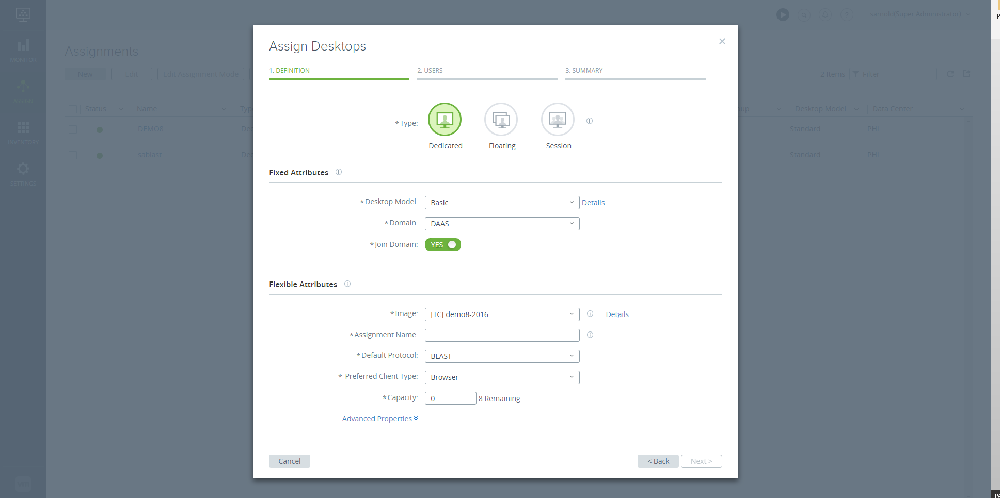 sarnold(Super Administrator)
Assign Desktops
Assignments
MONITOR
1. DEFINITION
2. USERS
3. SUMMARY
New
Edit
Edit Assignment Mode
2 Items
Filter
ASSIGN
Status
Name
Type
Desktop Model
Data Center
*Type:
DEMO8
Standard
PHL
INVENTORY
Dedicated
Floating
Session
sablast
Standard
PHL
Fixed Attributes
SETTINGS
*Desktop Model:
Basic
Details
*Domain:
DAAS
*Join Domain:
YES
Flexible Attributes
*Image:
[TC] demo8-2016
Details
*Assignment Name:
*Default Protocol:
BLAST
* Preferred Client Type:
Browser
*Capacity:
0
8 Remaining
Advanced Properties
Cancel
< Back
Next >
vm